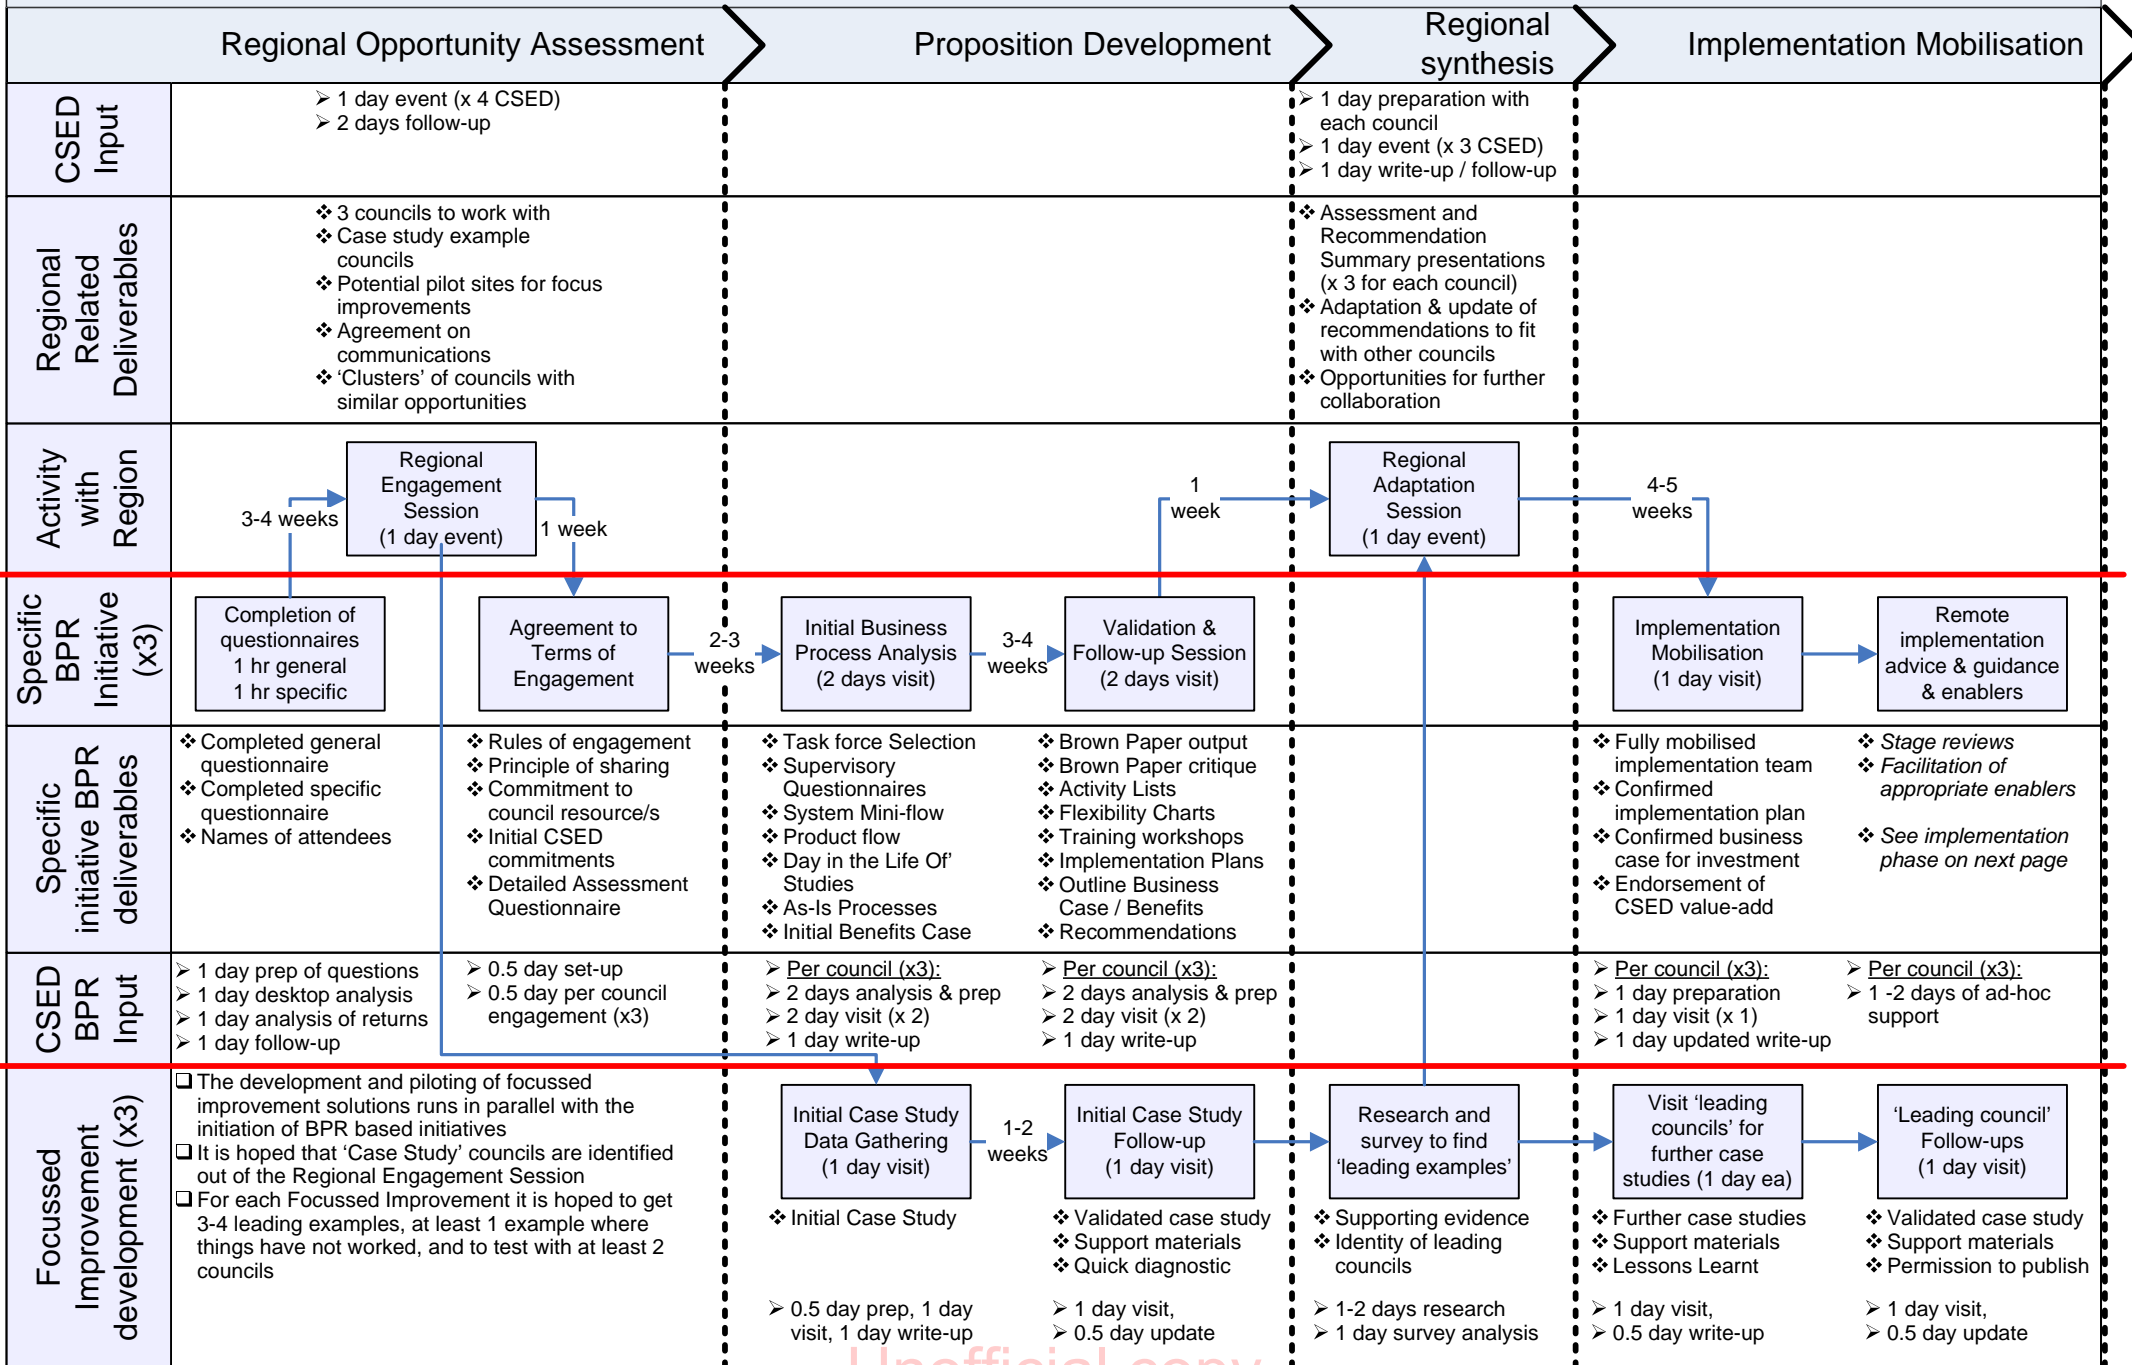 Regional Opportunity Assessment
Proposition Development
Regional
synthesis
Implementation Mobilisation
CSED
Input
➢ 1 day event (x 4 CSED)
➢ 2 days follow-up
➢ 1 day preparation with
each council
➢ 1 day event (x 3 CSED)
➢ 1 day write-up / follow-up
Regional
Related
Deliverables
❖ 3 councils to work with
❖ Case study example
councils
❖ Potential pilot sites for focus
improvements
❖ Agreement on
communications
❖ ‘Clusters’ of councils with
similar opportunities
❖ Assessment and
Recommendation
Summary presentations
(x 3 for each council)
❖ Adaptation & update of
recommendations to fit
with other councils
❖ Opportunities for further
collaboration
Activity
with
Region
3-4 weeks
Regional
Engagement
Session
(1 day event)
1 week
1
week
Regional
Adaptation
Session
(1 day event)
4-5
weeks
Specific
BPR
Initiative
(x3)
Completion of
questionnaires
1 hr general
1 hr specific
Agreement to
Terms of
Engagement
2-3
weeks
Initial Business
Process Analysis
(2 days visit)
3-4
weeks
Validation &
Follow-up Session
(2 days visit)
Implementation
Mobilisation
(1 day visit)
Remote
implementation
advice & guidance
& enablers
Specific
initiative BPR
deliverables
❖ Completed general
questionnaire
❖ Completed specific
questionnaire
❖ Names of attendees
❖ Rules of engagement
❖ Principle of sharing
❖ Commitment to
council resource/s
❖ Initial CSED
commitments
❖ Detailed Assessment
Questionnaire
❖ Task force Selection
❖ Supervisory
Questionnaires
❖ System Mini-flow
❖ Product flow
❖ Day in the Life Of’
Studies
❖ As-Is Processes
❖ Initial Benefits Case
❖ Brown Paper output
❖ Brown Paper critique
❖ Activity Lists
❖ Flexibility Charts
❖ Training workshops
❖ Implementation Plans
❖ Outline Business
Case / Benefits
❖ Recommendations
❖ Fully mobilised
implementation team
❖ Confirmed
implementation plan
❖ Confirmed business
case for investment
❖ Endorsement of
CSED value-add
❖ Stage reviews
❖ Facilitation of
appropriate enablers
❖ See implementation
phase on next page
CSED
BPR
Input
➢ 1 day prep of questions
➢ 1 day desktop analysis
➢ 1 day analysis of returns
➢ 1 day follow-up
➢ 0.5 day set-up
➢ 0.5 day per council
engagement (x3)
➢ Per council (x3):
➢ 2 days analysis & prep
➢ 2 day visit (x 2)
➢ 1 day write-up
➢ Per council (x3):
➢ 2 days analysis & prep
➢ 2 day visit (x 2)
➢ 1 day write-up
➢ Per council (x3):
➢ 1 day preparation
➢ 1 day visit (x 1)
➢ 1 day updated write-up
➢ Per council (x3):
➢ 1 -2 days of ad-hoc
support
Focussed
Improvement
development (x3)
❑ The development and piloting of focussed
improvement solutions runs in parallel with the
initiation of BPR based initiatives
❑ It is hoped that ‘Case Study’ councils are identified
out of the Regional Engagement Session
❑ For each Focussed Improvement it is hoped to get
3-4 leading examples, at least 1 example where
things have not worked, and to test with at least 2
councils
Initial Case Study
Data Gathering
(1 day visit)
1-2
weeks
Initial Case Study
Follow-up
(1 day visit)
Research and
survey to find
‘leading examples’
Visit ‘leading
councils’ for
further case
studies (1 day ea)
‘Leading council’
Follow-ups
(1 day visit)
❖ Initial Case Study
❖ Validated case study
❖ Support materials
❖ Quick diagnostic
❖ Supporting evidence
❖ Identity of leading
councils
❖ Further case studies
❖ Support materials
❖ Lessons Learnt
❖ Validated case study
❖ Support materials
❖ Permission to publish
➢ 0.5 day prep, 1 day
visit, 1 day write-up
➢ 1 day visit,
➢ 0.5 day update
➢ 1-2 days research
➢ 1 day survey analysis
➢ 1 day visit,
➢ 0.5 day write-up
➢ 1 day visit,
➢ 0.5 day update
Unofficial copy